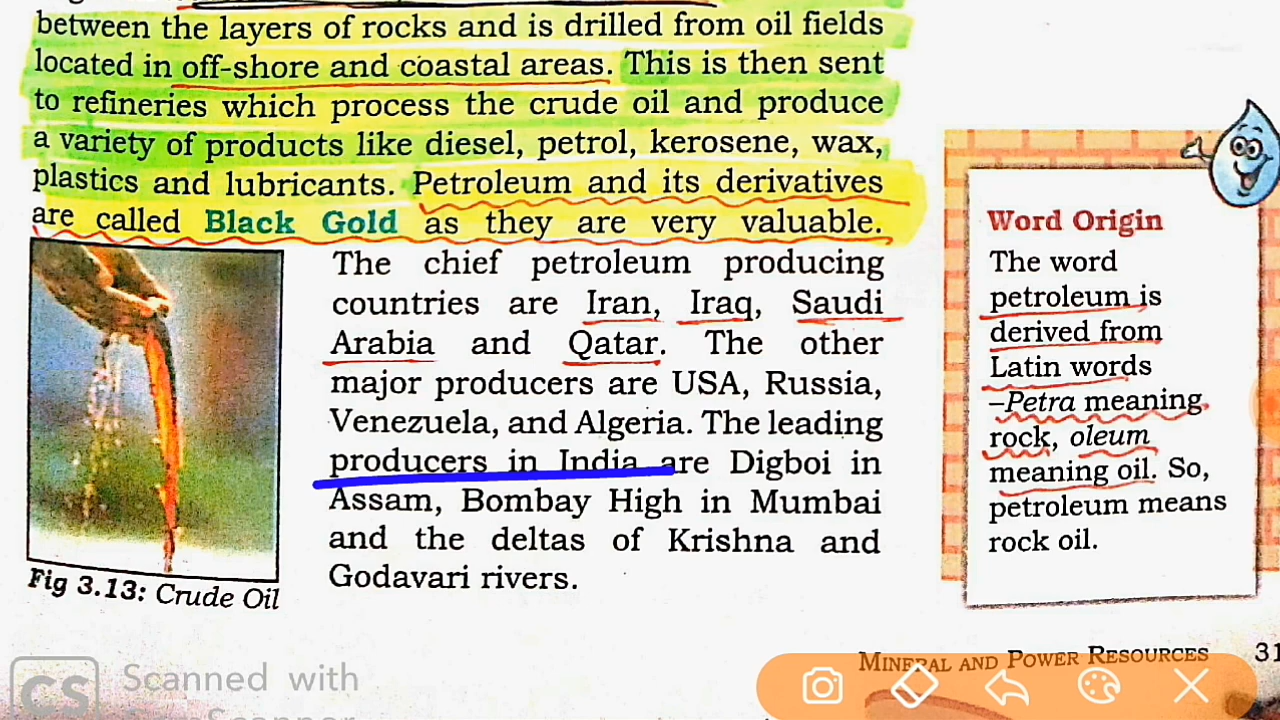 between the layers of rocks and is drilled from oil fields
located in off-shore and coastal areas. This is then sent
to refineries which process the crude oil and produce
a variety of products like diesel, petrol, kerosene, wax,
plastics and lubricants. Petroleum and its derivatives
are called Black Gold as they are very valuable.
The chief petroleum producing
countries are Iran, Iraq, Saudi
Arabia and Qatar. The other
major producers are USA, Russia,
Venezuela, and Algeria. The leading
producers in India are Digboi in
Assam, Bombay High in Mumbai
and the deltas of Krishna and
Godavari rivers.
Fig 3.13: Crude Oil
Word Origin
The word
petroleum is
derived from
Latin words
–Petra meaning
rock, oleum
meaning oil. So,
petroleum means
rock oil.
MINERAL AND POWER RESOURCES 31
CS Scanned with